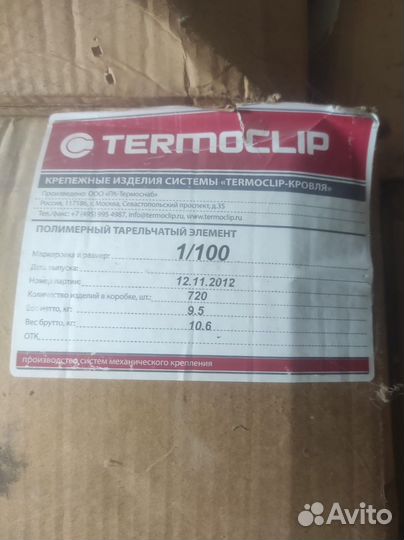 TERMOCLIP
КРЕПЕЖНЫЕ ИЗДЕЛИЯ СИСТЕМЫ «TERMOCLIP-КРОВЛЯ»
Произведено: ООО «ПК-Термоснаб»
Россия, 117186, г. Москва, Севастопольский проспект, д.35
Тел./факс: +7 (495) 995 4987, info@termoclip.ru, www.termoclip.ru
ПОЛИМЕРНЫЙ ТАРЕЛЬЧАТЫЙ ЭЛЕМЕНТ
Маркировка и размер: 1/100
Дата выпуска:
Номер партии: 12.11.2012
Количество изделий в коробке, шт.: 720
Вес нетто, кг: 9.5
Вес брутто, кг: 10.6
ОТК
производство систем механического крепления
Avito